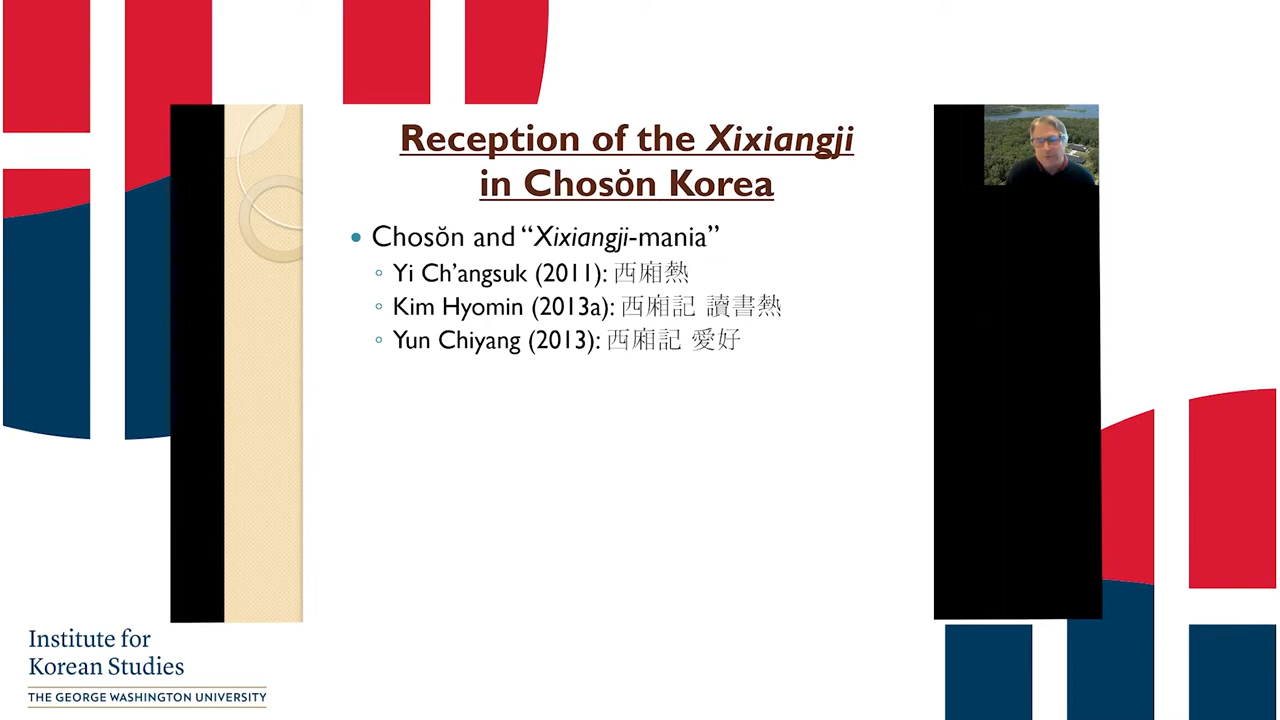 Reception of the Xixiangji
in Chosŏn Korea
• Chosŏn and “Xixiangji-mania”
◦ Yi Ch’angsuk (2011): 西廂熱
◦ Kim Hyomin (2013a): 西廂記 讀書熱
◦ Yun Chiyang (2013): 西廂記 愛好
Institute for
Korean Studies
THE GEORGE WASHINGTON UNIVERSITY